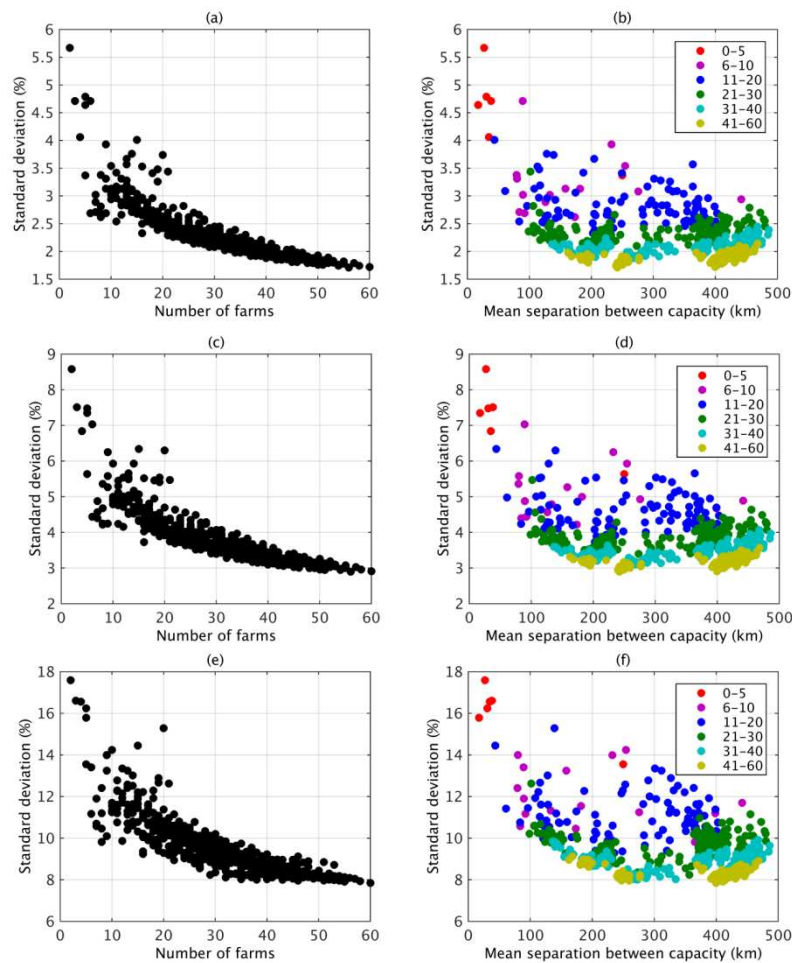 (a)
6
5.5
5
4.5
4
3.5
3
2.5
2
1.5
0 10 20 30 40 50 60
Standard deviation (%)
Number of farms
(b)
6
5.5
5
4.5
4
3.5
3
2.5
2
1.5
0 100 200 300 400 500
Standard deviation (%)
Mean separation between capacity (km)
0-5
6-10
11-20
21-30
31-40
41-60
(c)
9
8
7
6
5
4
3
2
0 10 20 30 40 50 60
Standard deviation (%)
Number of farms
(d)
9
8
7
6
5
4
3
2
0 100 200 300 400 500
Standard deviation (%)
Mean separation between capacity (km)
0-5
6-10
11-20
21-30
31-40
41-60
(e)
18
16
14
12
10
8
6
0 10 20 30 40 50 60
Standard deviation (%)
Number of farms
(f)
18
16
14
12
10
8
6
0 100 200 300 400 500
Standard deviation (%)
Mean separation between capacity (km)
0-5
6-10
11-20
21-30
31-40
41-60